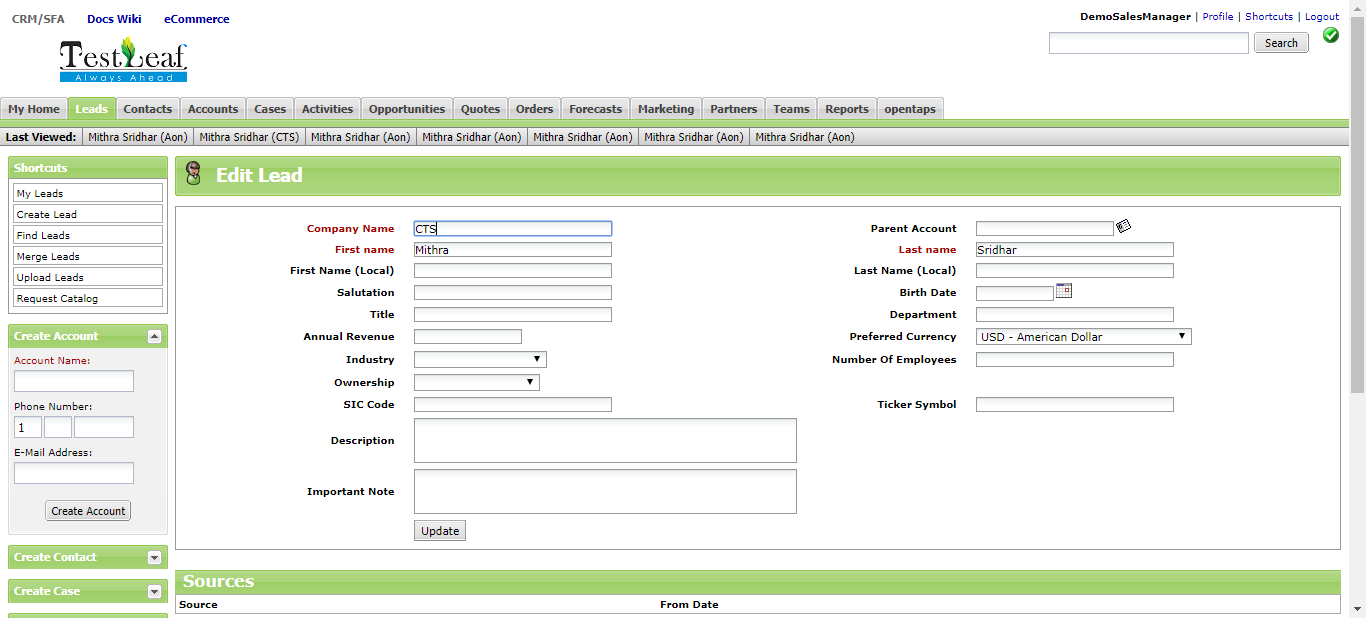 CRM/SFA Docs Wiki eCommerce
DemoSalesManager | Profile | Shortcuts | Logout
TestLeaf
Always Ahead
Search
My Home Leads Contacts Accounts Cases Activities Opportunities Quotes Orders Forecasts Marketing Partners Teams Reports opentaps
Last Viewed: Mithra Sridhar (Aon) Mithra Sridhar (CTS) Mithra Sridhar (Aon) Mithra Sridhar (Aon) Mithra Sridhar (Aon) Mithra Sridhar (Aon) Mithra Sridhar (Aon)
Shortcuts
My Leads
Create Lead
Find Leads
Merge Leads
Upload Leads
Request Catalog
Create Account
Account Name:
Phone Number:
1
E-Mail Address:
Create Account
Create Contact
Create Case
Edit Lead
Company Name CTS Parent Account
First name Mithra Last name Sridhar
First Name (Local) Last Name (Local)
Salutation Birth Date
Title Department
Annual Revenue Preferred Currency USD - American Dollar
Industry Number Of Employees
Ownership
SIC Code Ticker Symbol
Description
Important Note
Update
Sources
Source From Date